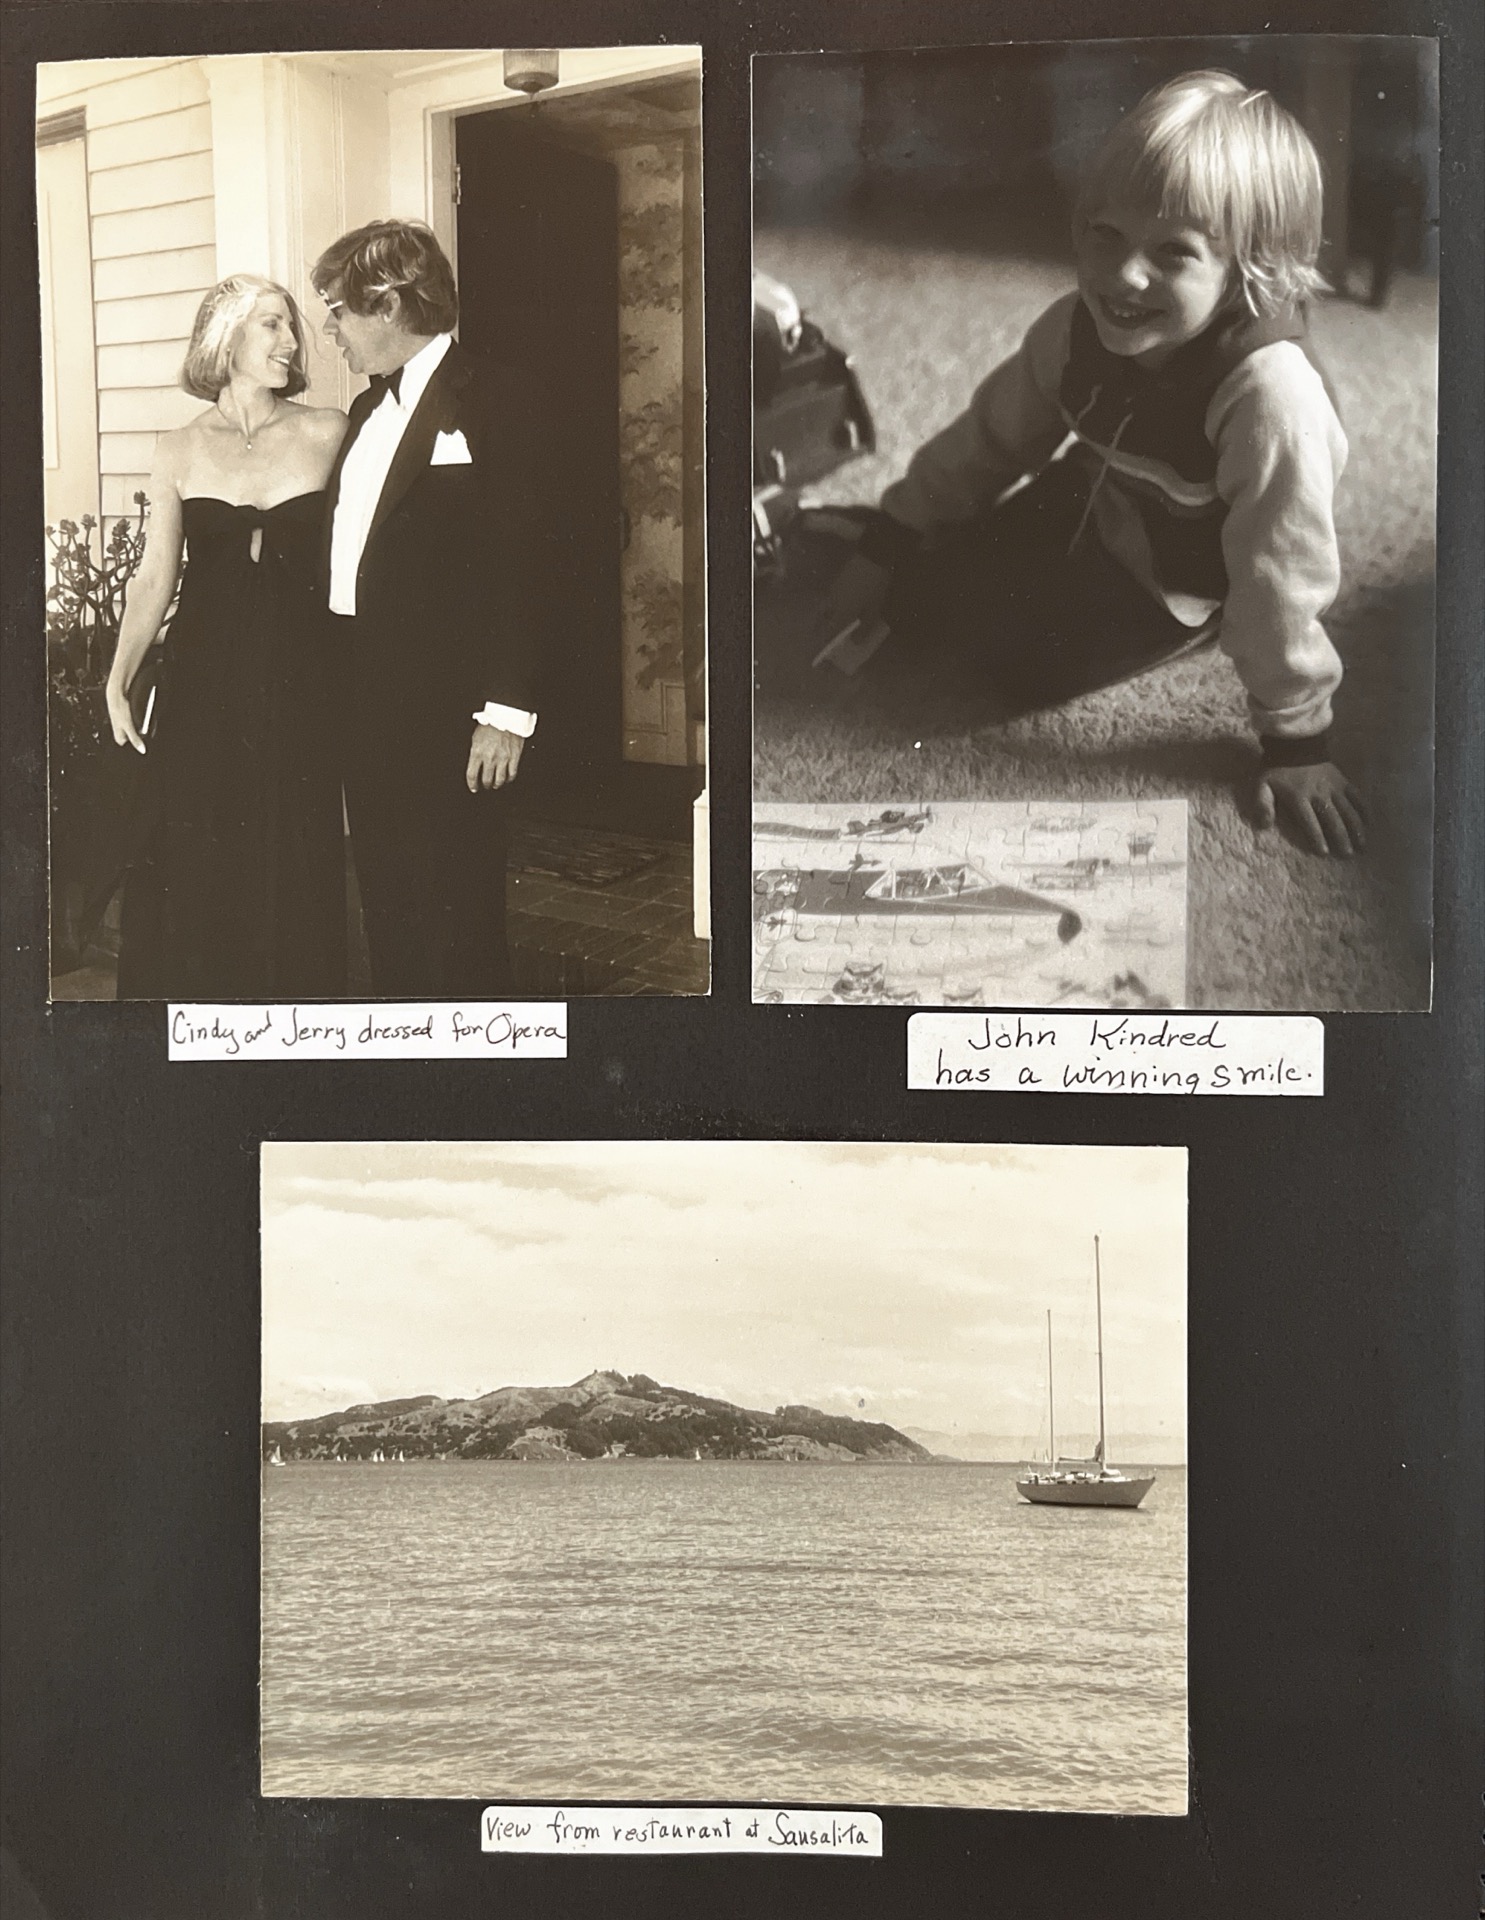 Cindy and Jerry dressed for Opera
John Kindred
has a winning smile.
View from restaurant at Sausalita